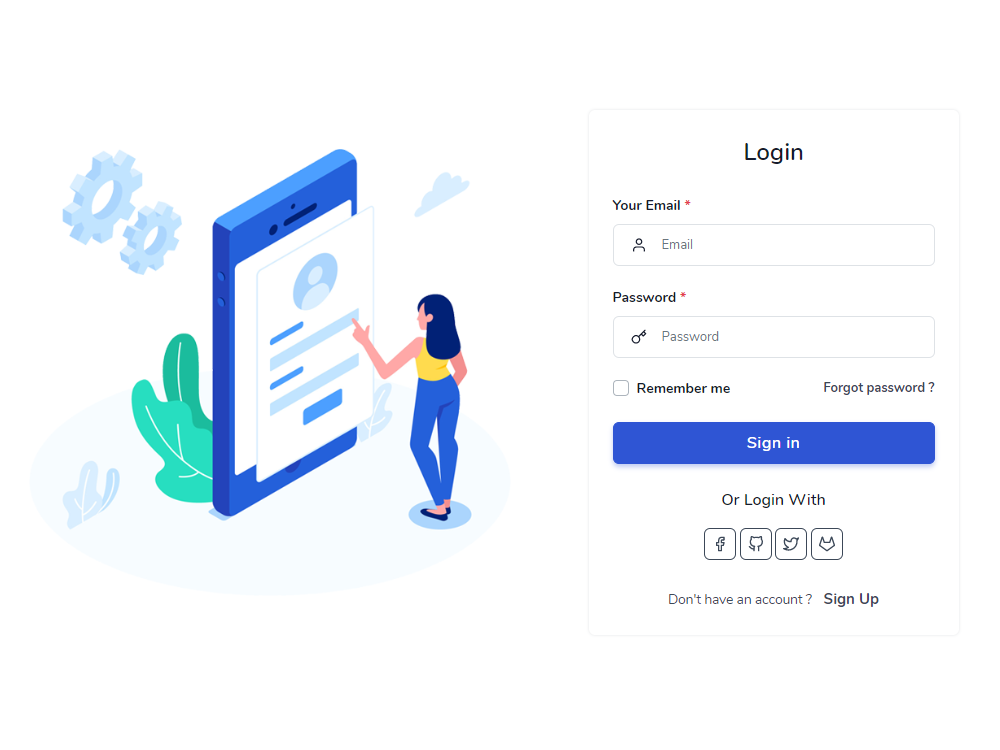 Login
Your Email *
Email
Password *
Password
Remember me
Forgot password ?
Sign in
Or Login With
Don't have an account ? Sign Up